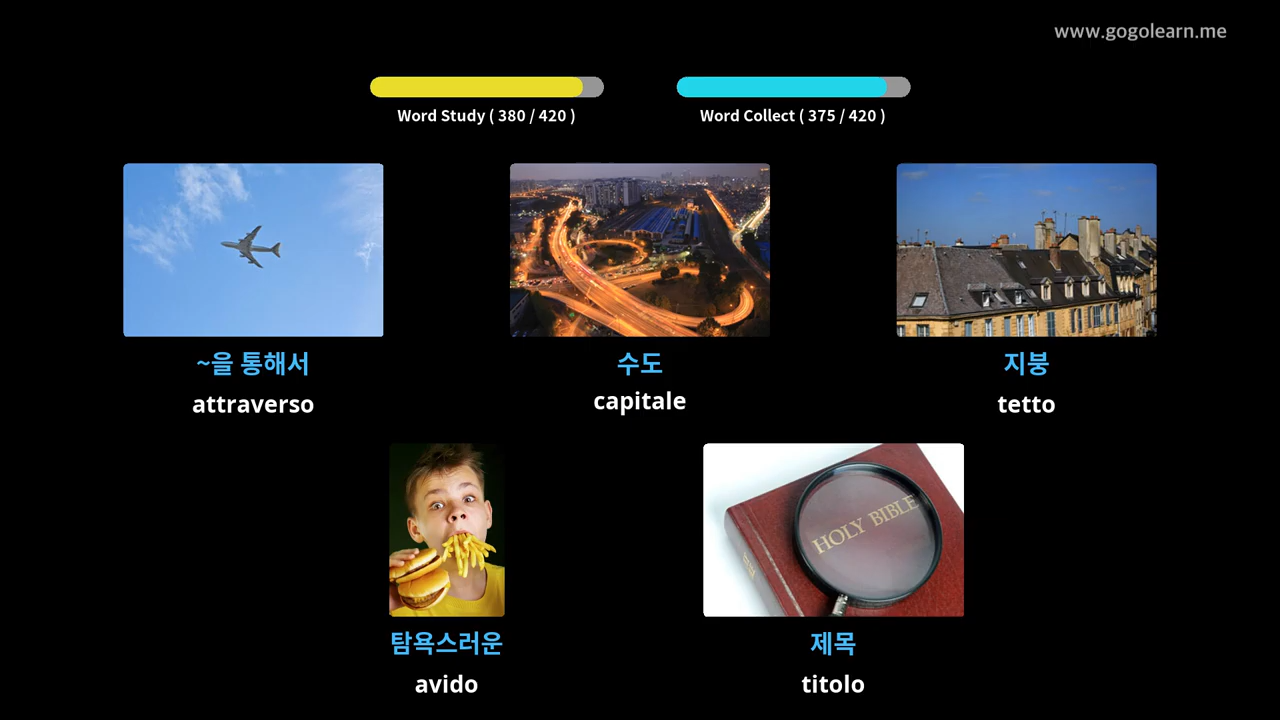 www.gogolearn.me
Word Study ( 380 / 420 )
Word Collect ( 375 / 420 )
~을 통해서
attraverso
수도
capitale
지붕
tetto
탐욕스러운
avido
HOLY BIBLE
제목
titolo